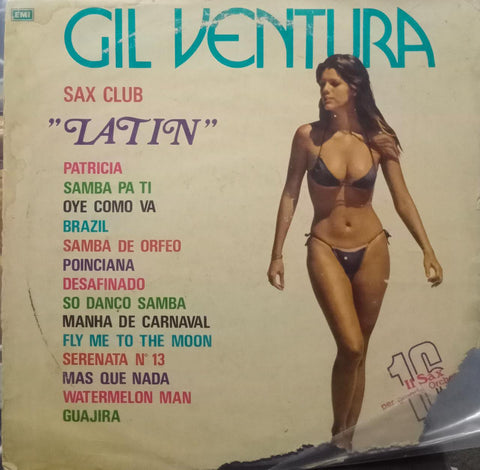 EMI
GIL VENTURA
SAX CLUB
"LATIN"
PATRICIA
SAMBA PA TI
OYE COMO VA
BRAZIL
SAMBA DE ORFEO
POINCIANA
DESAFINADO
SO DANÇO SAMBA
MANHA DE CARNAVAL
FLY ME TO THE MOON
SERENATA N° 13
MAS QUE NADA
WATERMELON MAN
GUAJIRA
16
Il Sax
per